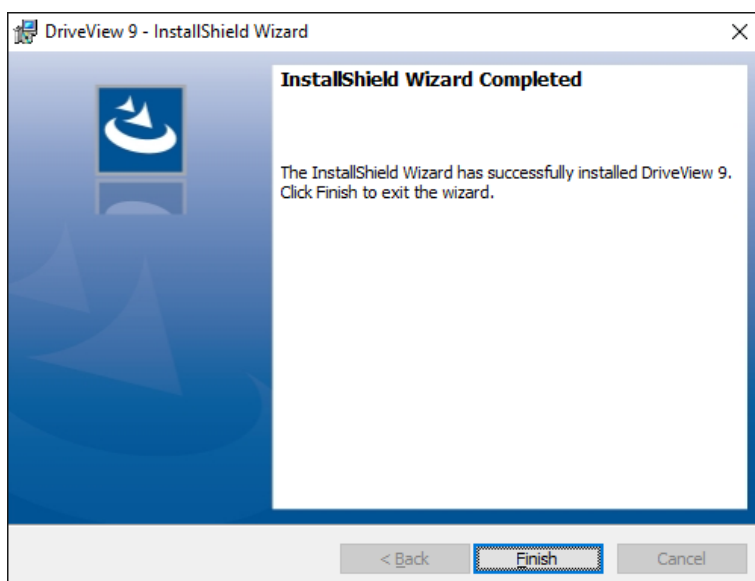 DriveView 9 - InstallShield Wizard
InstallShield Wizard Completed
The InstallShield Wizard has successfully installed DriveView 9.
Click Finish to exit the wizard.
< Back
Finish
Cancel